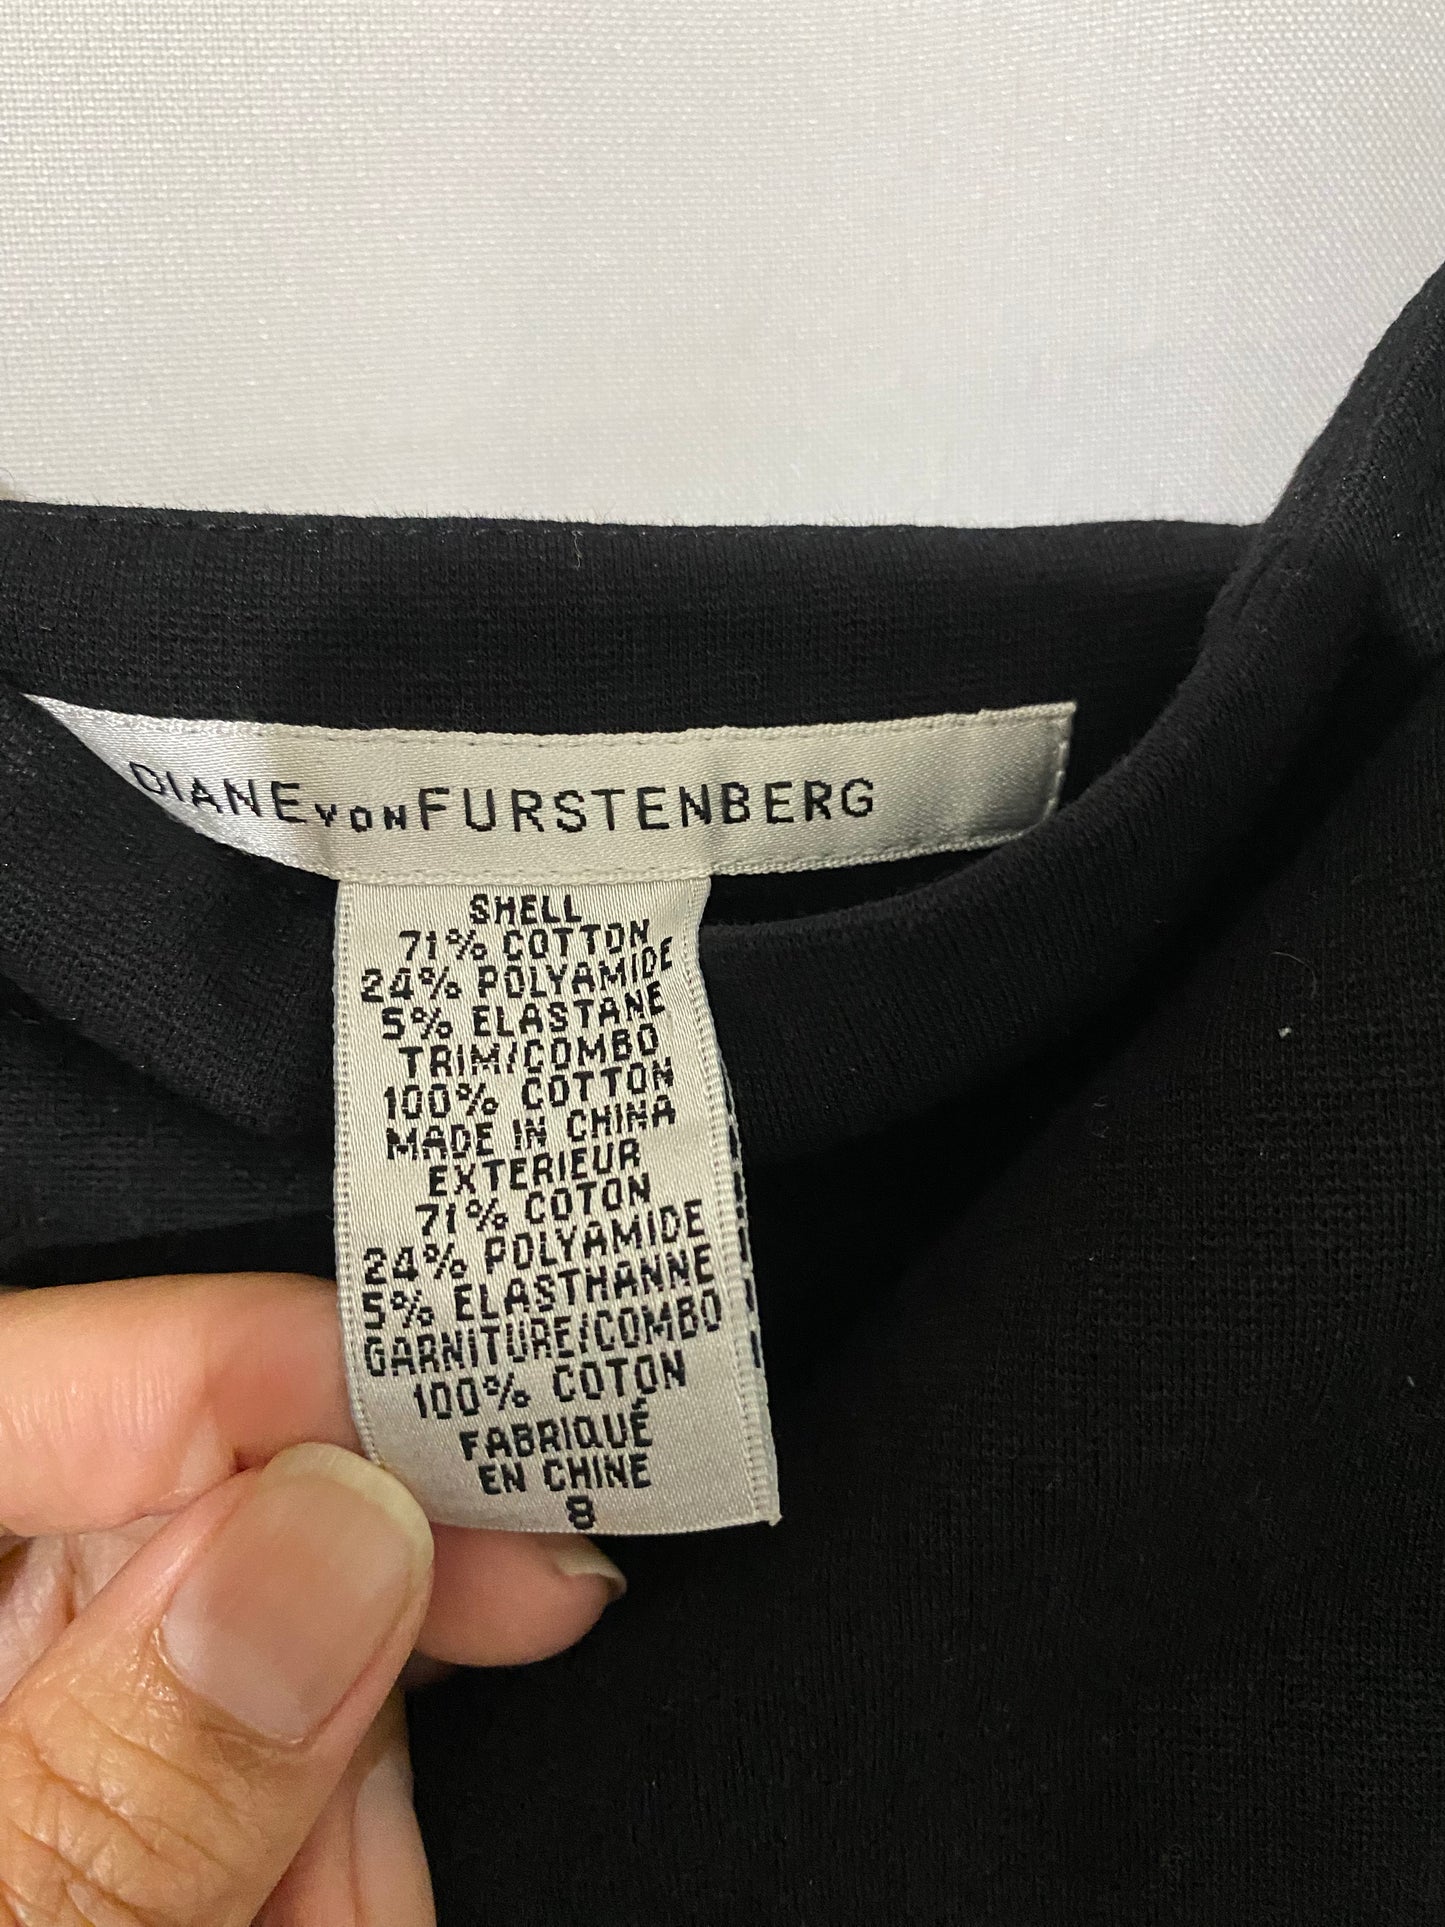 DIANE VON FURSTENBERG
SHELL
71% COTTON
24% POLYAMIDE
5% ELASTANE
TRIM/COMBO
100% COTTON
MADE IN CHINA
EXTERIEUR
71% COTON
24% POLYAMIDE
5% ELASTHANNE
GARNITURE/COMBO
100% COTON
FABRIQUÉ
EN CHINE
8